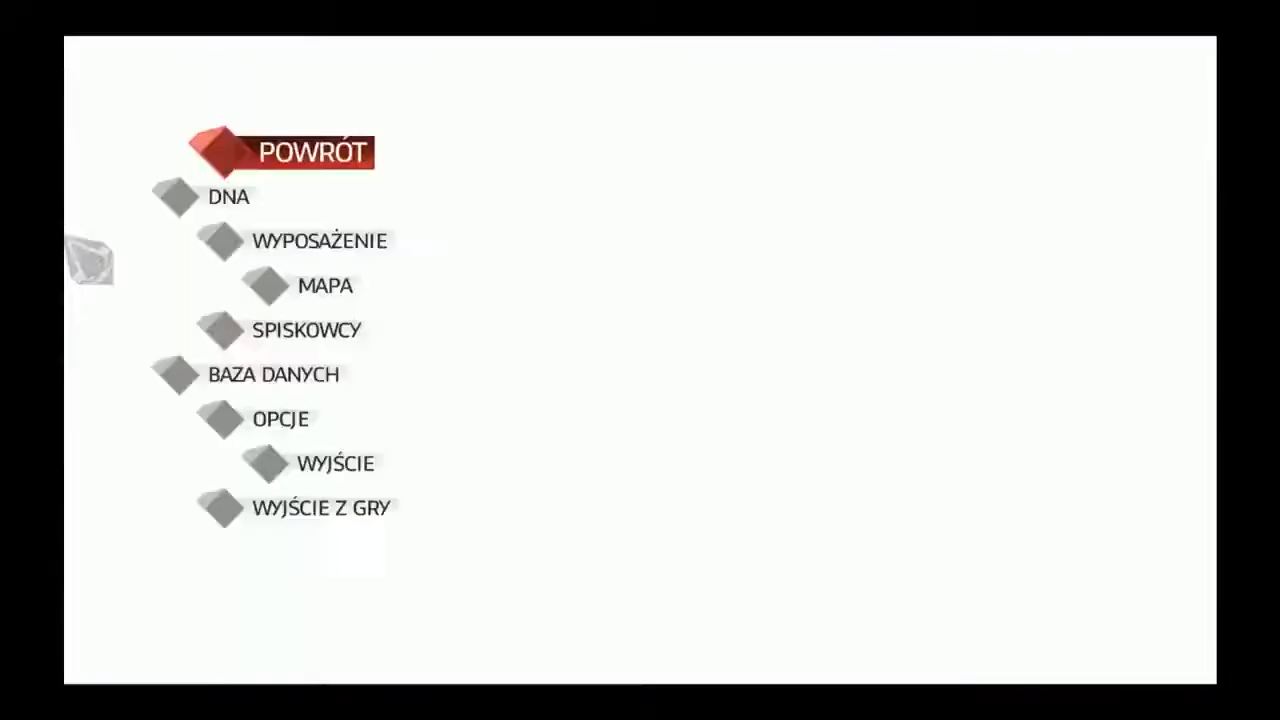 POWRÓT
DNA
WYPOSAŻENIE
MAPA
SPISKOWCY
BAZA DANYCH
OPCJE
WYJŚCIE
WYJŚCIE Z GRY